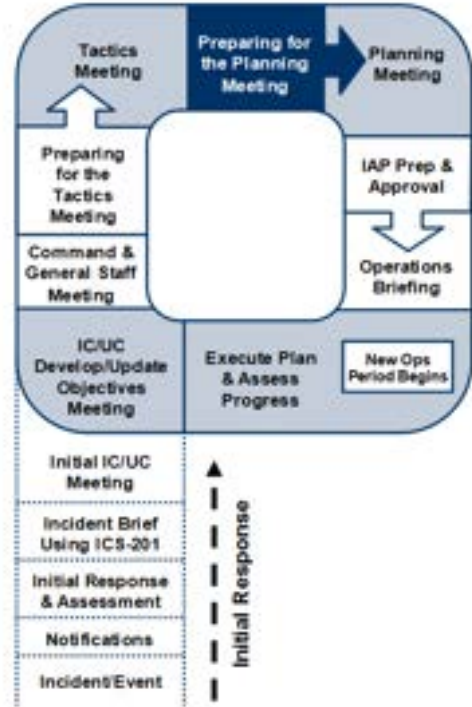 Tactics
Meeting
Preparing for
the Planning
Meeting
Planning
Meeting
Preparing
for the
Tactics
Meeting
IAP Prep &
Approval
Command &
General Staff
Meeting
Operations
Briefing
IC/UC
Develop/Update
Objectives
Meeting
Execute Plan
& Assess
Progress
New Ops
Period Begins
Initial IC/UC
Meeting
Incident Brief
Using ICS-201
Initial Response
& Assessment
Notifications
Incident/Event
Initial Response